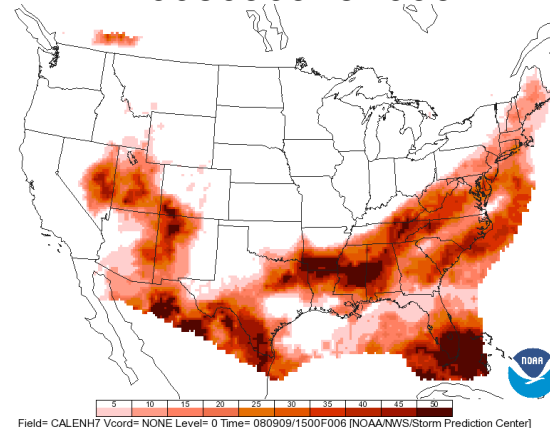 5 10 15 20 25 30 35 40 45 50
Field= CALENH7 Vcord= NONE Level= 0 Time= 080909/1500F006 [NOAA/NWS/Storm Prediction Center]
NOAA